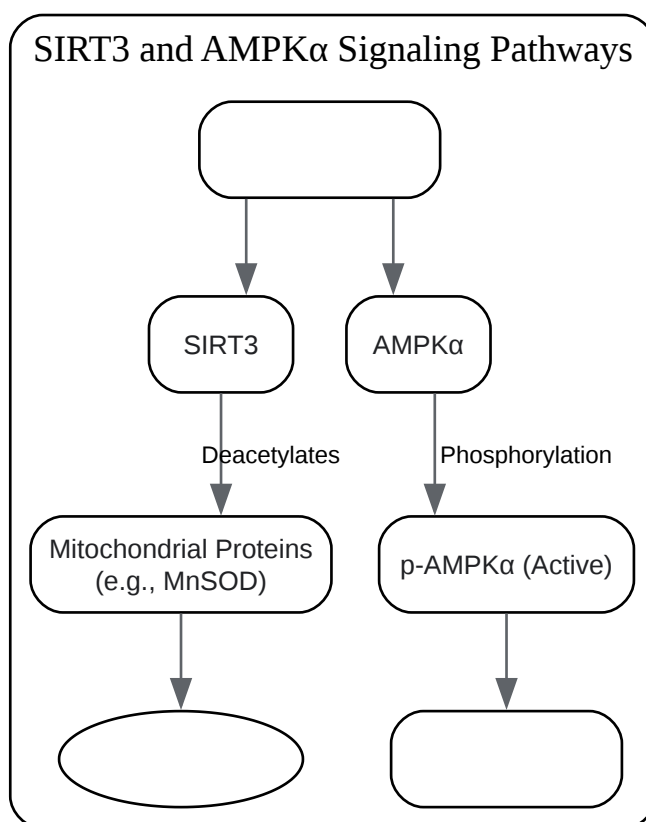 SIRT3 and AMPKα Signaling Pathways
SIRT3
AMPKα
Deacetylates
Phosphorylation
Mitochondrial Proteins
(e.g., MnSOD)
p-AMPKα (Active)